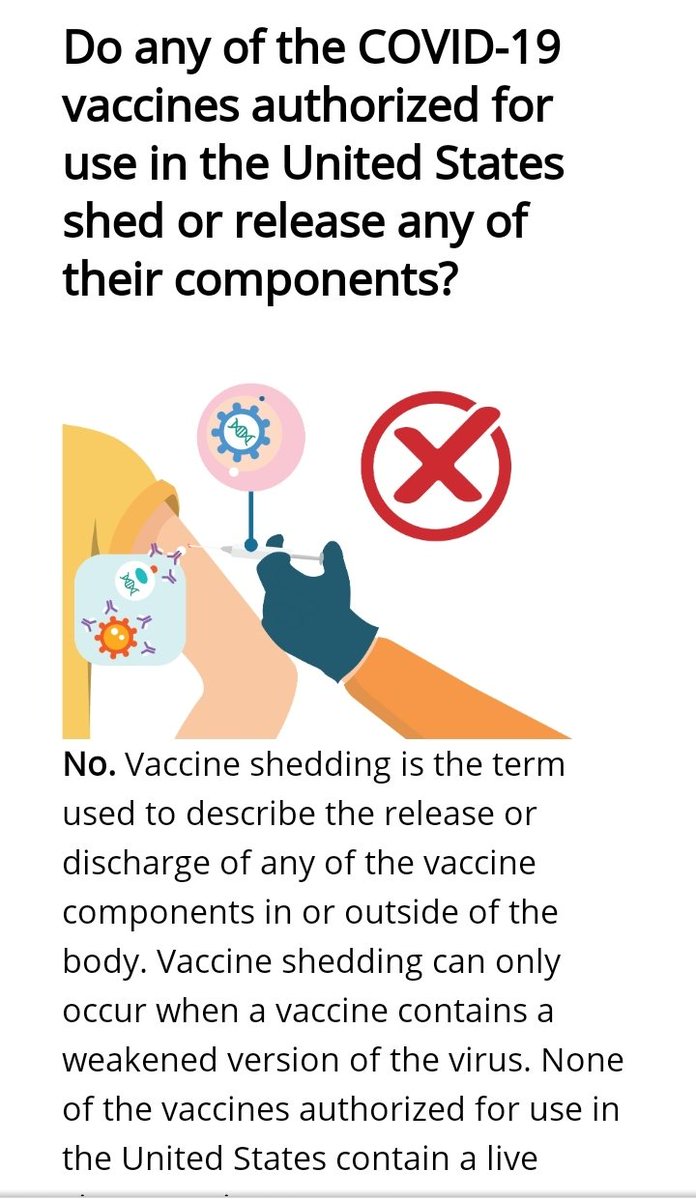 Do any of the COVID-19
vaccines authorized for
use in the United States
shed or release any of
their components?
No. Vaccine shedding is the term
used to describe the release or
discharge of any of the vaccine
components in or outside of the
body. Vaccine shedding can only
occur when a vaccine contains a
weakened version of the virus. None
of the vaccines authorized for use in
the United States contain a live